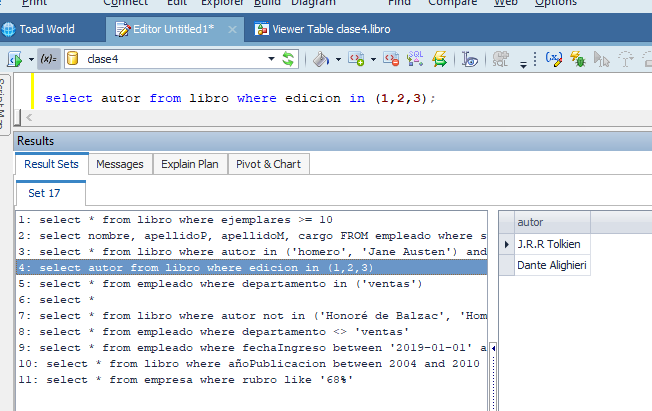 Print Connect Explorer Build Diagram Find Compare Web Options
Toad World Editor Untitled1* Viewer Table clase4.libro
(x)= clase4 SQL
select autor from libro where edicion in (1,2,3);
Results
Result Sets Messages Explain Plan Pivot & Chart
Set 17
1: select * from libro where ejemplares >= 10
2: select nombre, apellidoP, apellidoM, cargo FROM empleado where s
3: select * from libro where autor in ('homero', 'Jane Austen') and
4: select autor from libro where edicion in (1,2,3)
5: select * from empleado where departamento in ('ventas')
6: select *
7: select * from libro where autor not in ('Honoré de Balzac', 'Hom
8: select * from empleado where departamento <> 'ventas'
9: select * from empleado where fechaIngreso between '2019-01-01' a
10: select * from libro where añoPublicacion between 2004 and 2010
11: select * from empresa where rubro like '68%'
autor
J.R.R Tolkien
Dante Alighieri